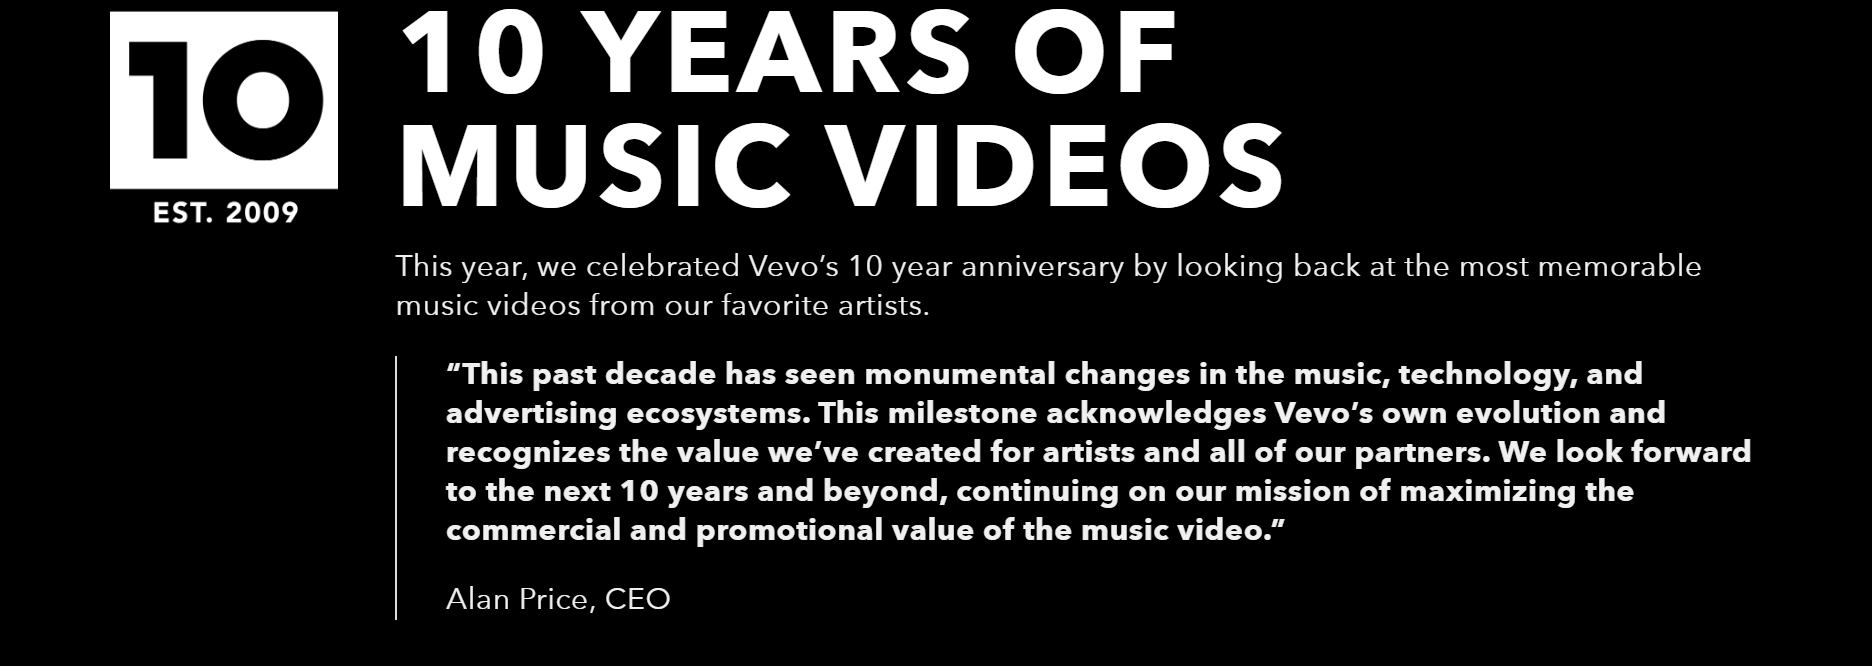 10
EST. 2009
10 YEARS OF
MUSIC VIDEOS
This year, we celebrated Vevo’s 10 year anniversary by looking back at the most memorable
music videos from our favorite artists.
“This past decade has seen monumental changes in the music, technology, and
advertising ecosystems. This milestone acknowledges Vevo’s own evolution and
recognizes the value we’ve created for artists and all of our partners. We look forward
to the next 10 years and beyond, continuing on our mission of maximizing the
commercial and promotional value of the music video.”
Alan Price, CEO